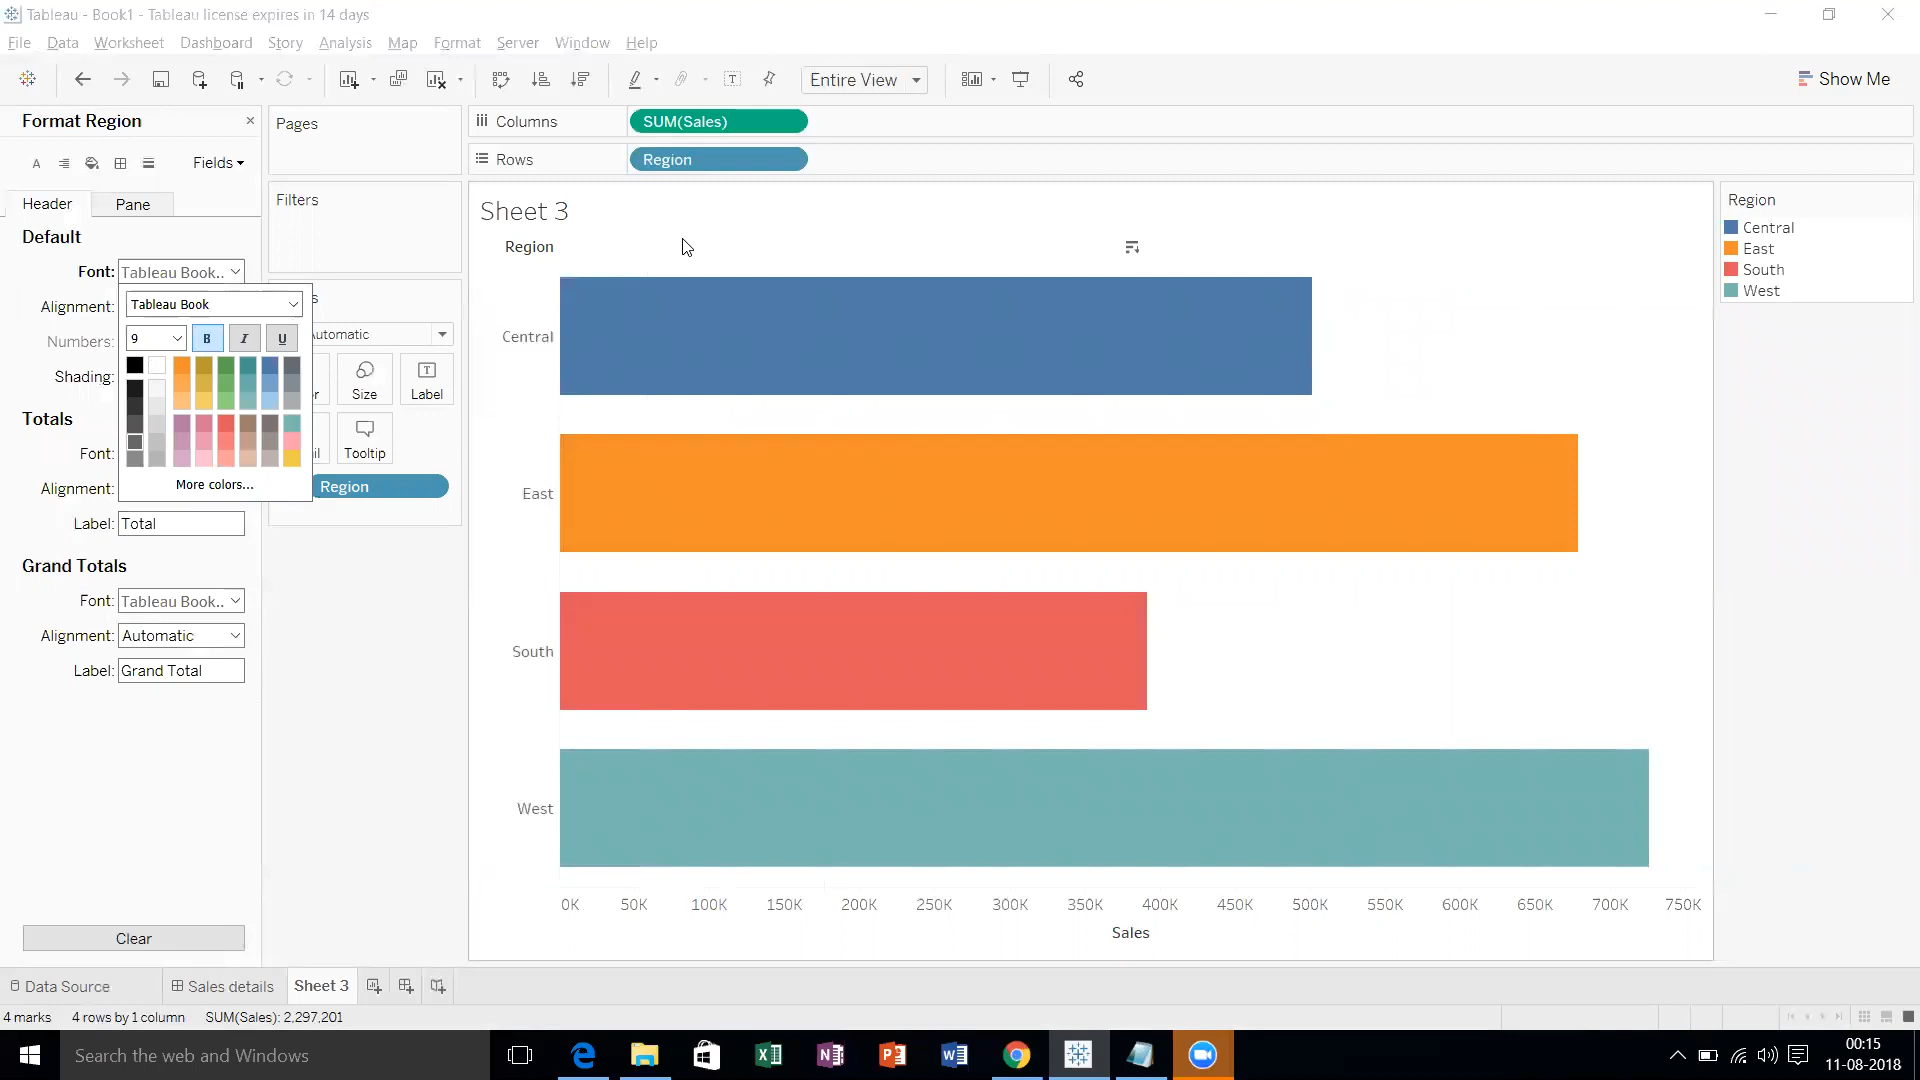 Tableau - Book1 - Tableau license expires in 14 days
File Data Worksheet Dashboard Story Analysis Map Format Server Window Help
Entire View
Show Me
Format Region
Fields
Header Pane
Default
Font: Tableau Book..
Alignment:
Numbers:
Shading:
Tableau Book
9 B I U
More colors...
Totals
Font:
Alignment:
Label: Total
Grand Totals
Font: Tableau Book..
Alignment: Automatic
Label: Grand Total
Clear
Pages
Filters
s
Automatic
or Size Label
il Tooltip
Region
Columns SUM(Sales)
Rows Region
Sheet 3
Region
Central
East
South
West
0K 50K 100K 150K 200K 250K 300K 350K 400K 450K 500K 550K 600K 650K 700K 750K
Sales
Region
Central
East
South
West
Data Source Sales details Sheet 3
4 marks 4 rows by 1 column SUM(Sales): 2,297,201
Search the web and Windows
00:15
11-08-2018